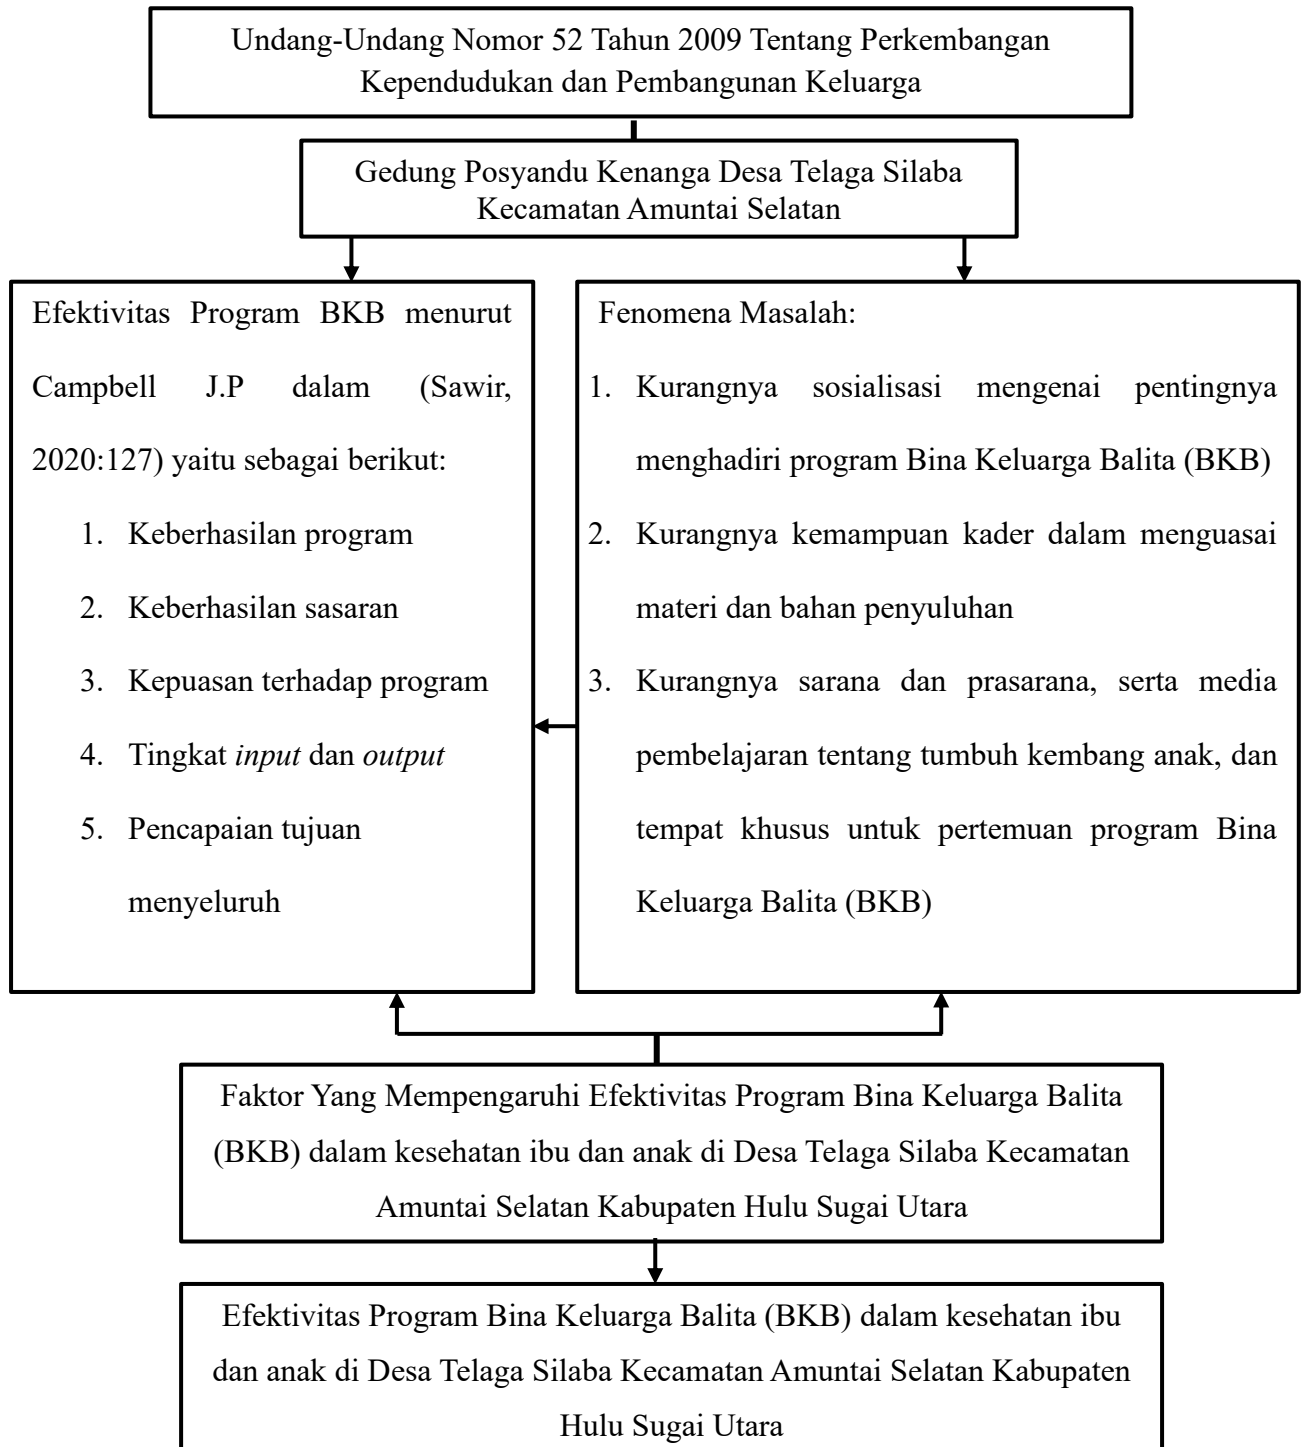 Undang-Undang Nomor 52 Tahun 2009 Tentang Perkembangan
Kependudukan dan Pembangunan Keluarga
Gedung Posyandu Kenanga Desa Telaga Silaba
Kecamatan Amuntai Selatan
Efektivitas Program BKB menurut
Campbell J.P dalam (Sawir,
2020:127) yaitu sebagai berikut:
1. Keberhasilan program
2. Keberhasilan sasaran
3. Kepuasan terhadap program
4. Tingkat input dan output
5. Pencapaian tujuan
menyeluruh
Fenomena Masalah:
1. Kurangnya sosialisasi mengenai pentingnya
menghadiri program Bina Keluarga Balita (BKB)
2. Kurangnya kemampuan kader dalam menguasai
materi dan bahan penyuluhan
3. Kurangnya sarana dan prasarana, serta media
pembelajaran tentang tumbuh kembang anak, dan
tempat khusus untuk pertemuan program Bina
Keluarga Balita (BKB)
Faktor Yang Mempengaruhi Efektivitas Program Bina Keluarga Balita
(BKB) dalam kesehatan ibu dan anak di Desa Telaga Silaba Kecamatan
Amuntai Selatan Kabupaten Hulu Sugai Utara
Efektivitas Program Bina Keluarga Balita (BKB) dalam kesehatan ibu
dan anak di Desa Telaga Silaba Kecamatan Amuntai Selatan Kabupaten
Hulu Sugai Utara